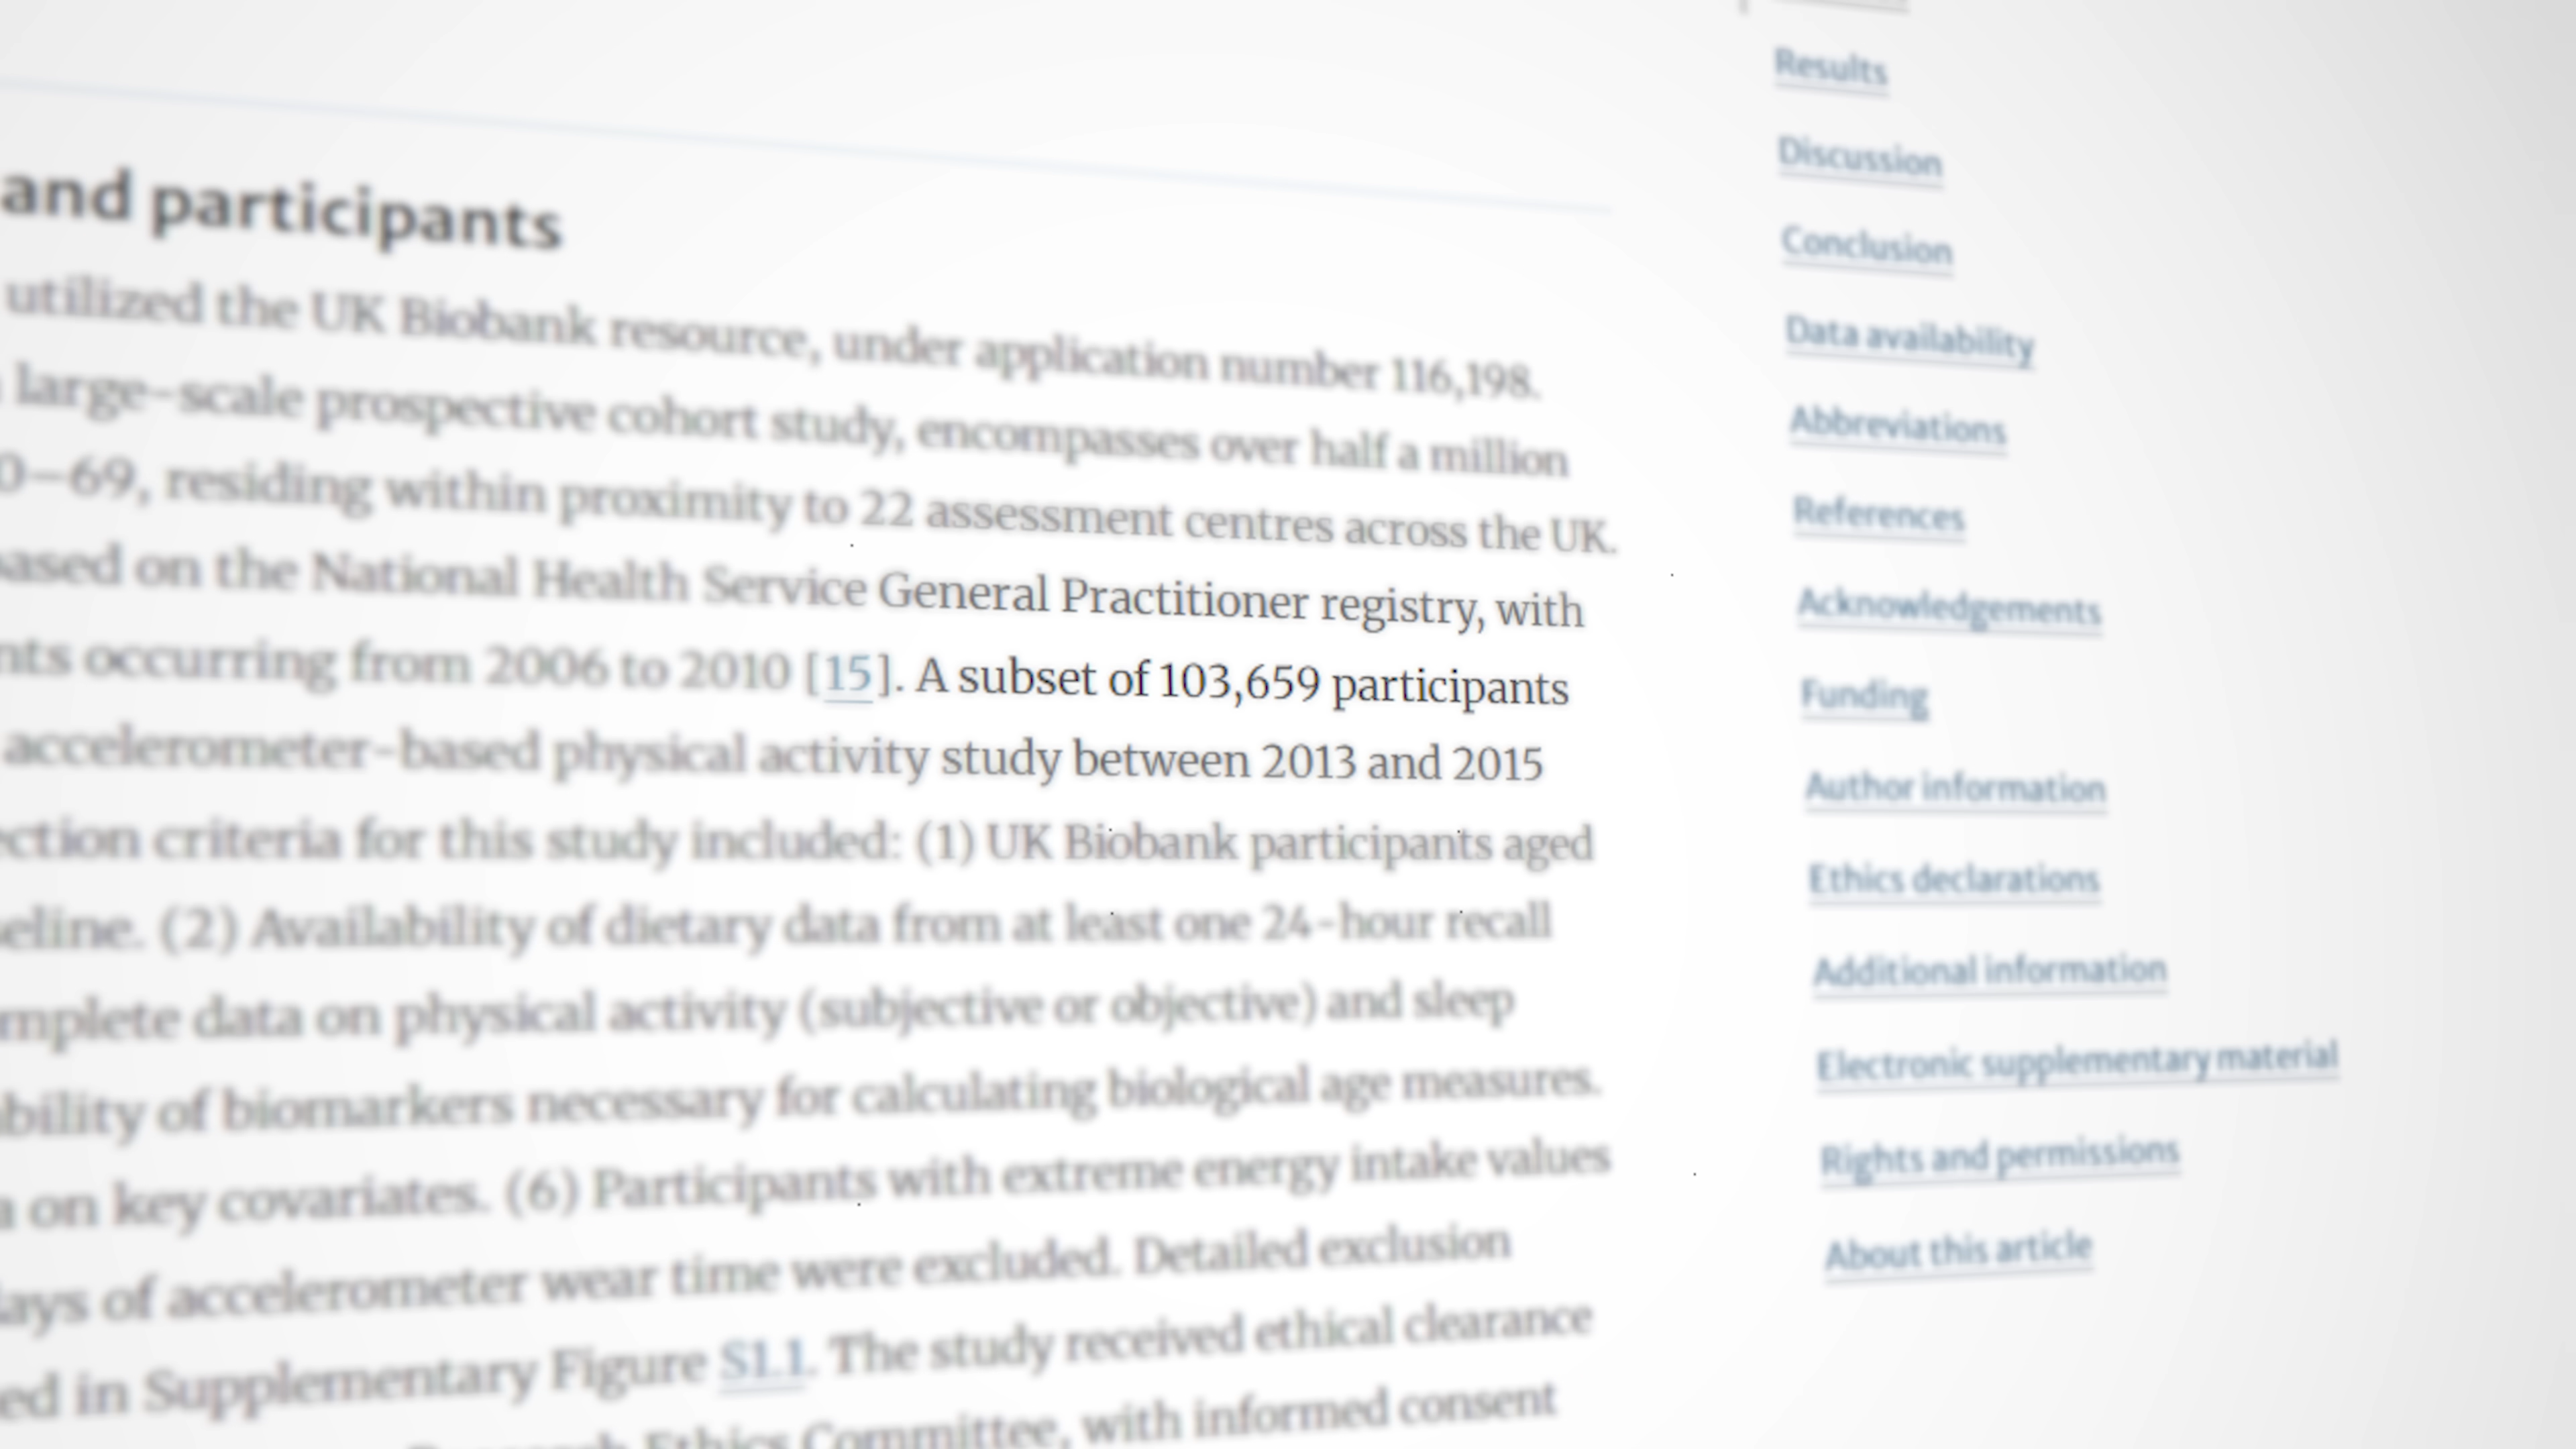 and participants
utilized the UK Biobank resource, under application number 116,198.
large-scale prospective cohort study, encompasses over half a million
0–69, residing within proximity to 22 assessment centres across the UK.
ased on the National Health Service General Practitioner registry, with
nts occurring from 2006 to 2010 [15]. A subset of 103,659 participants
accelerometer-based physical activity study between 2013 and 2015
ection criteria for this study included: (1) UK Biobank participants aged
eline. (2) Availability of dietary data from at least one 24-hour recall
mplete data on physical activity (subjective or objective) and sleep
ability of biomarkers necessary for calculating biological age measures.
a on key covariates. (6) Participants with extreme energy intake values
days of accelerometer wear time were excluded. Detailed exclusion
ed in Supplementary Figure S1.1. The study received ethical clearance
Ethics Committee, with informed consent
Results
Discussion
Conclusion
Data availability
Abbreviations
References
Acknowledgements
Funding
Author information
Ethics declarations
Additional information
Electronic supplementary material
Rights and permissions
About this article